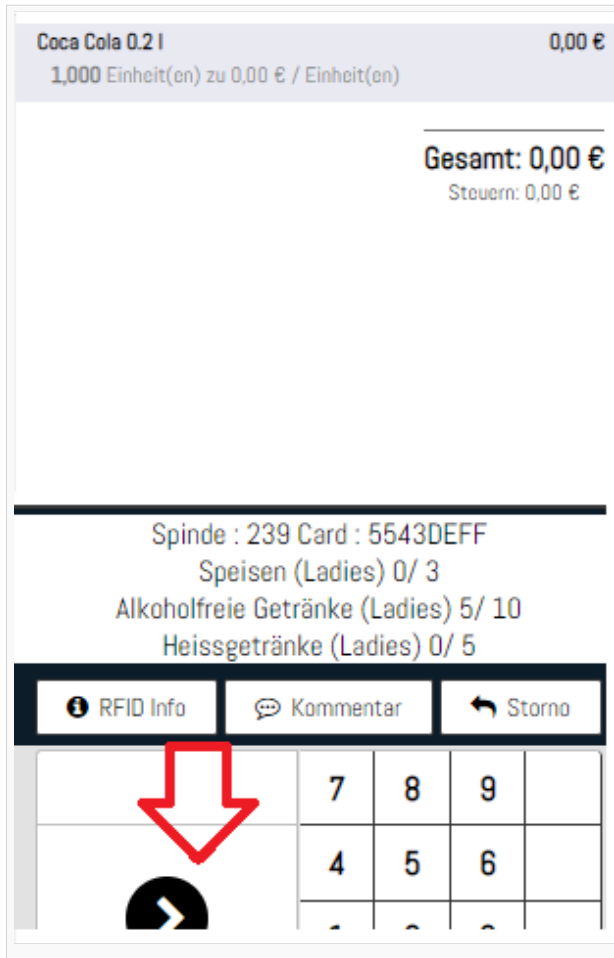 Coca Cola 0.2 l 0,00 €
1,000 Einheit(en) zu 0,00 € / Einheit(en)
Gesamt: 0,00 €
Steuern: 0,00 €
Spinde : 239 Card : 5543DEFF
Speisen (Ladies) 0/ 3
Alkoholfreie Getränke (Ladies) 5/ 10
Heissgetränke (Ladies) 0/ 5
RFID Info Kommentar Storno
7 8 9
4 5 6